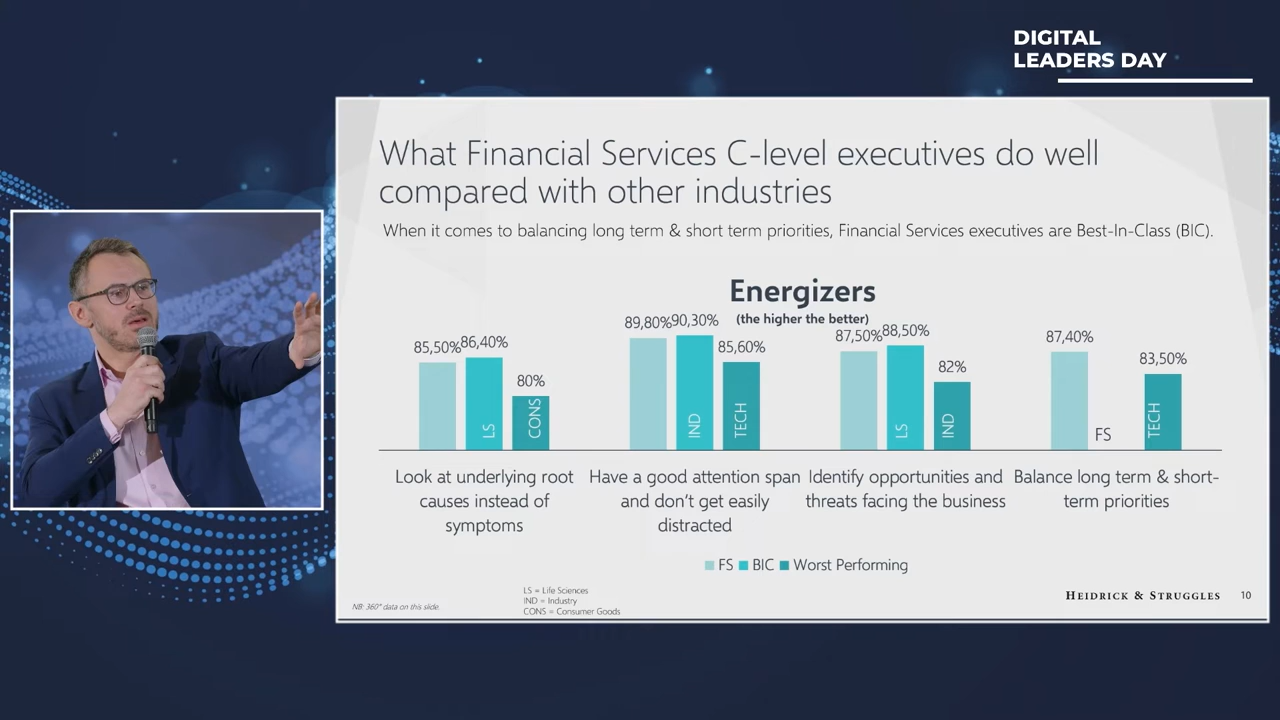 DIGITAL
LEADERS DAY
What Financial Services C-level executives do well
compared with other industries
When it comes to balancing long term & short term priorities, Financial Services executives are Best-In-Class (BIC).
Energizers
(the higher the better)
85,50% 86,40% 80%
LS CONS
Look at underlying root
causes instead of
symptoms
89,80% 90,30% 85,60%
IND TECH
Have a good attention span
and don't get easily
distracted
87,50% 88,50% 82%
LS IND
Identify opportunities and
threats facing the business
87,40% 83,50%
FS TECH
Balance long term & short-
term priorities
FS BIC Worst Performing
NB: 360° data on this slide.
LS = Life Sciences
IND = Industry
CONS = Consumer Goods
HEIDRICK & STRUGGLES 10